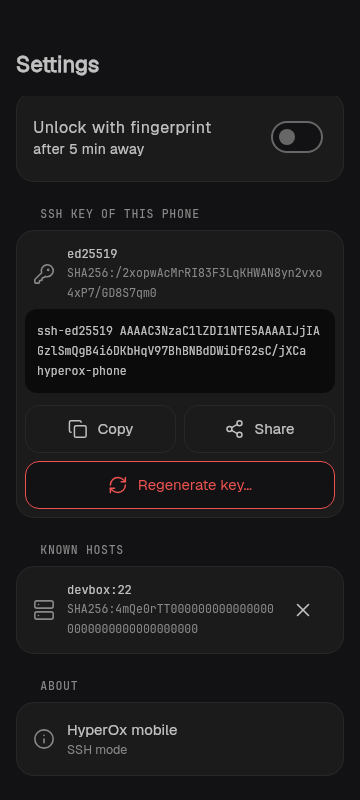 Settings
Unlock with fingerprint
after 5 min away
SSH KEY OF THIS PHONE
ed25519
SHA256:/2xopwAcMrRI83F3LqKHWAN8yn2vxo
4xP7/GD8S7qm0
ssh-ed25519 AAAAC3NzaC1lZDI1NTE5AAAAIJjIA
GzlSmQgB4i6DKbHqV97BhBNBdDWiDfG2sC/jXCa
hyperox-phone
Copy
Share
Regenerate key…
KNOWN HOSTS
devbox:22
SHA256:4mQe0rTT000000000000000
0000000000000000000
ABOUT
HyperOx mobile
SSH mode